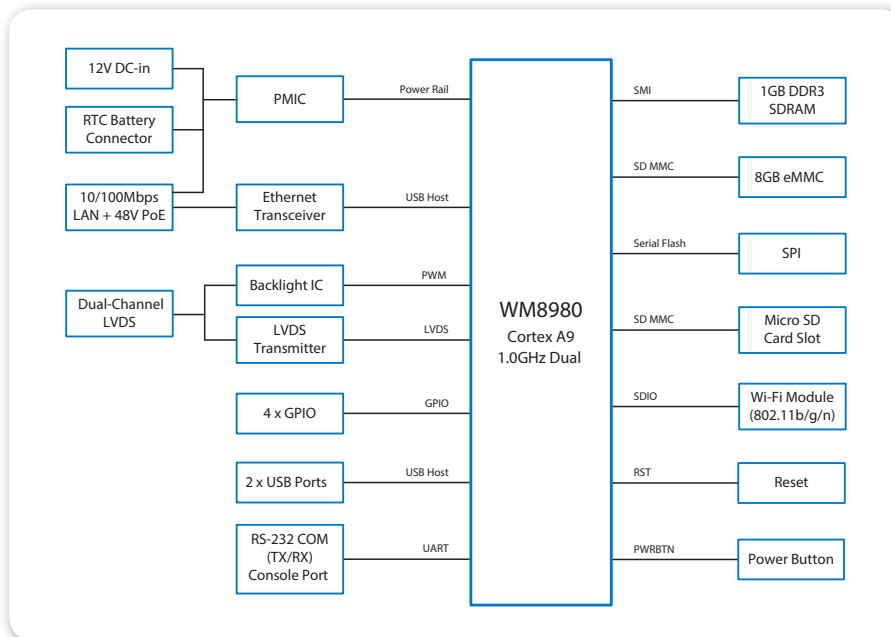 12V DC-in
RTC Battery
Connector
10/100Mbps
LAN + 48V PoE
Dual-Channel
LVDS
PMIC
Ethernet
Transceiver
Backlight IC
LVDS
Transmitter
4 x GPIO
2 x USB Ports
RS-232 COM
(TX/RX)
Console Port
Power Rail
USB Host
PWM
LVDS
GPIO
USB Host
UART
WM8980
Cortex A9
1.0GHz Dual
SMI
SD MMC
Serial Flash
SD MMC
SDIO
RST
PWRBTN
1GB DDR3
SDRAM
8GB eMMC
SPI
Micro SD
Card Slot
Wi-Fi Module
(802.11b/g/n)
Reset
Power Button